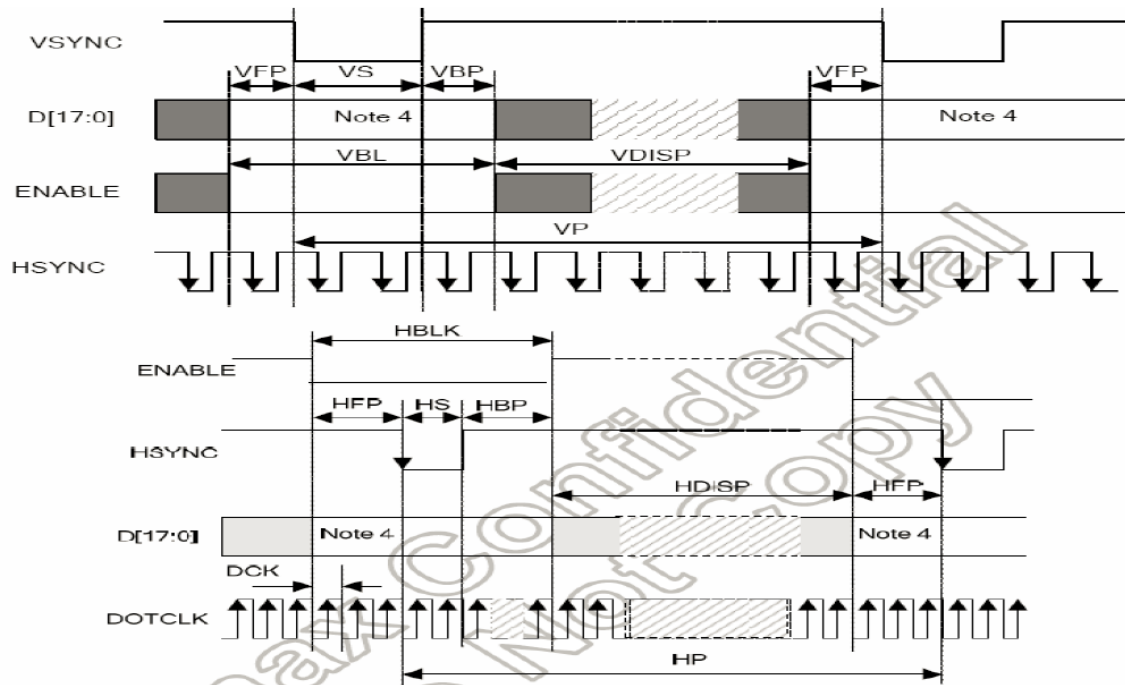 VSYNC
VFP VS VBP VFP
D[17:0] Note 4 Note 4
VBL VDISP
ENABLE
VP
HSYNC
HBLK
ENABLE
HFP HS HBP
HSYNC
HDISP HFP
D[17:0] Note 4 Note 4
DCK
DOTCLK
HP
max Confidential
Not Copy